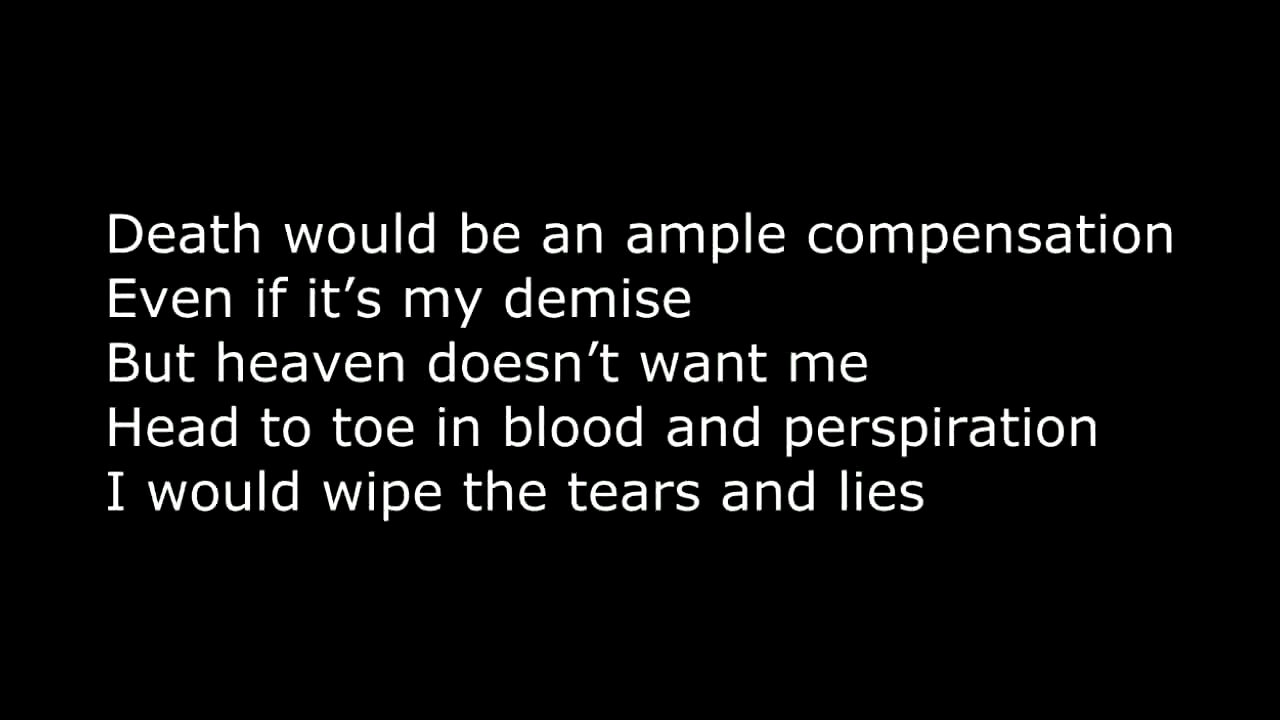 Death would be an ample compensation
Even if it’s my demise
But heaven doesn’t want me
Head to toe in blood and perspiration
I would wipe the tears and lies